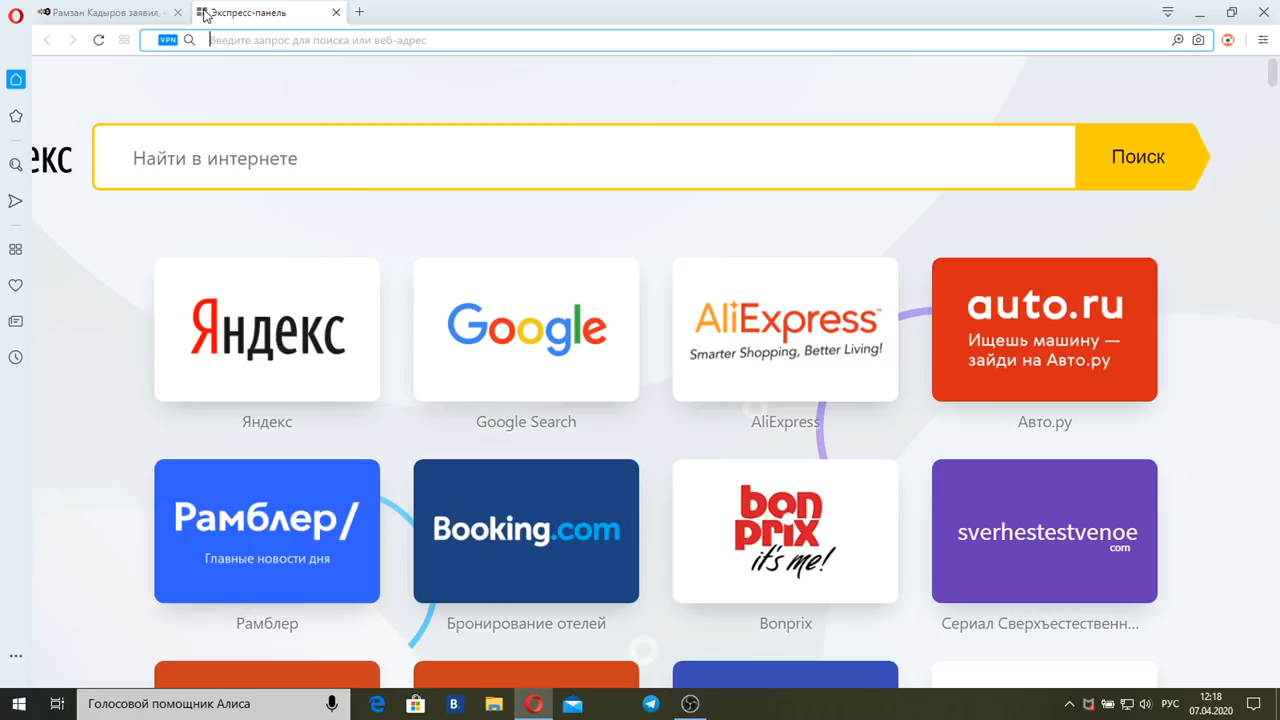 Рамзан Кадыров заявил,
Экспресс-панель
VPN
Введите запрос для поиска или веб-адрес
екс
Найти в интернете
Поиск
Яндекс
Google
AliExpress™
Smarter Shopping, Better Living!
auto.ru
Ищешь машину —
зайди на Авто.ру
Яндекс
Google Search
AliExpress
Авто.ру
Рамблер/
Главные новости дня
Booking.com
bon
prix
it's me!
sverhestestvenoe
com
Рамблер
Бронирование отелей
Bonprix
Сериал Сверхъестественн...
Голосовой помощник Алиса
B.
РУС
12:18
07.04.2020